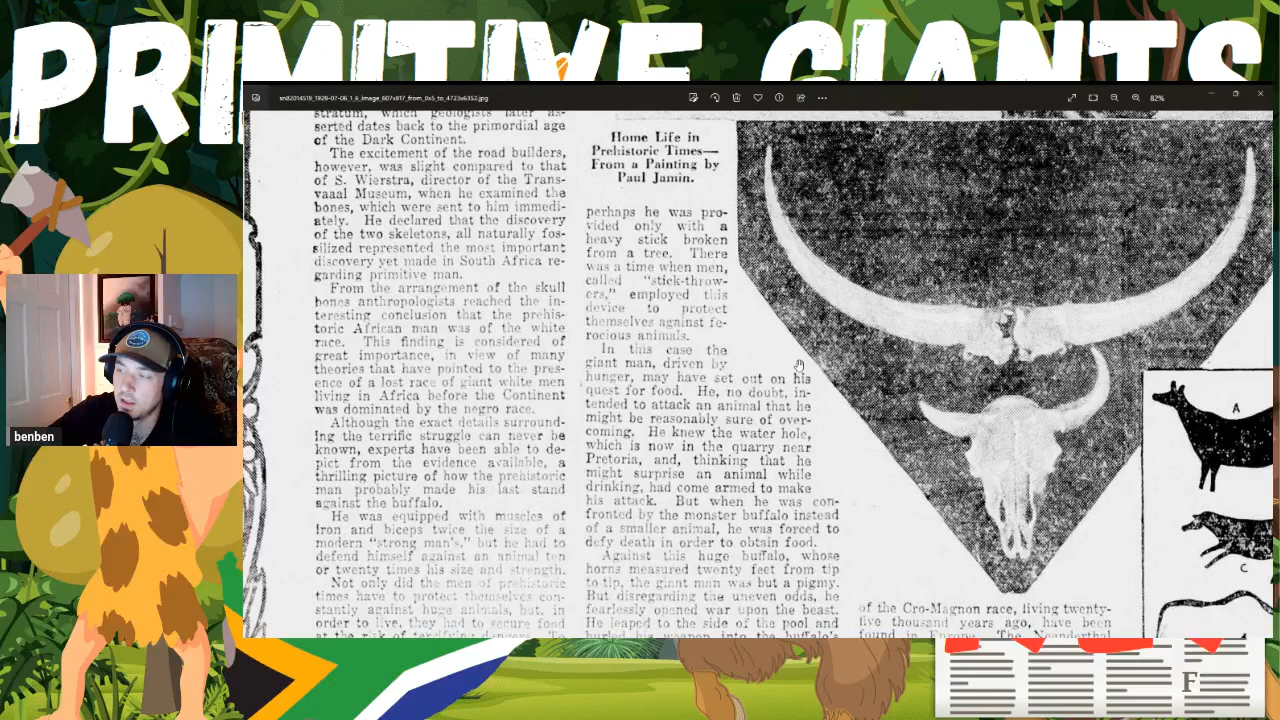 PRIMITIVE GIANTS
sn82014519_1929-07-06_1_6_image_607x817_from_0x5_to_4723x6352.jpg
82%
stratum, which geologists later as-
serted dates back to the primordial age
of the Dark Continent.
The excitement of the road builders,
however, was slight compared to that
of S. Wierstra, director of the Trans-
vaaal Museum, when he examined the
bones, which were sent to him immedi-
ately. He declared that the discovery
of the two skeletons, all naturally fos-
silized represented the most important
discovery yet made in South Africa re-
garding primitive man.
From the arrangement of the skull
bones anthropologists reached the in-
teresting conclusion that the prehis-
toric African man was of the white
race. This finding is considered of
great importance, in view of many
theories that have pointed to the pres-
ence of a lost race of giant white men
living in Africa before the Continent
was dominated by the negro race.
Although the exact details surround-
ing the terrific struggle can never be
known, experts have been able to de-
pict from the evidence available, a
thrilling picture of how the prehistoric
man probably made his last stand
against the buffalo.
He was equipped with muscles of
iron and biceps twice the size of a
modern "strong man's," but he had to
defend himself against an animal ten
or twenty times his size and strength.
Not only did the men of prehistoric
times have to protect themselves con-
stantly against huge animals, but, in
order to live, they had to secure food
at the risk of terrifying dangers. To
Home Life in
Prehistoric Times—
From a Painting by
Paul Jamin.
perhaps he was pro-
vided only with a
heavy stick broken
from a tree. There
was a time when men,
called "stick-throw-
ers," employed this
device to protect
themselves against fe-
rocious animals.
In this case the
giant man, driven by
hunger, may have set out on his
quest for food. He, no doubt, in-
tended to attack an animal that he
might be reasonably sure of over-
coming. He knew the water hole,
which is now in the quarry near
Pretoria, and, thinking that he
might surprise an animal while
drinking, had come armed to make
his attack. But when he was con-
fronted by the monster buffalo instead
of a smaller animal, he was forced to
defy death in order to obtain food.
Against this huge buffalo, whose
horns measured twenty feet from tip
to tip, the giant man was but a pigmy.
But disregarding the uneven odds, he
fearlessly opened war upon the beast.
He leaped to the side of the pool and
hurled his weapon into the buffalo's
of the Cro-Magnon race, living twenty-
five thousand years ago, have been
found in Europe. The Neanderthal
A
C
benben
F